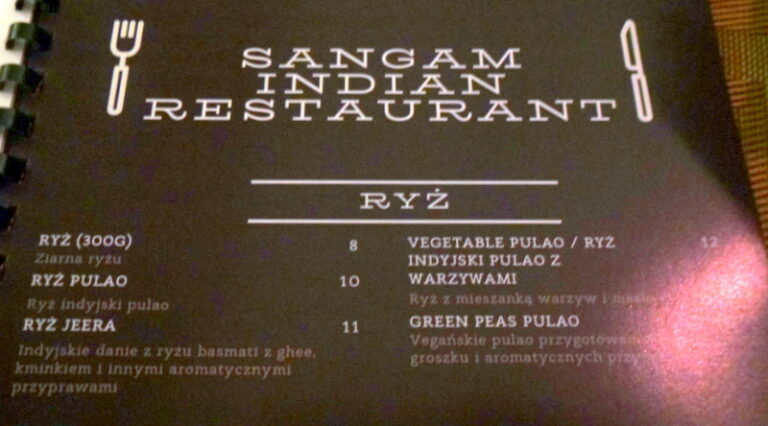 SANGAM
INDIAN
RESTAURANT
RYŻ
RYŻ (300G) 8
Ziarna ryżu
RYŻ PULAO 10
Ryż indyjski pulao
RYŻ JEERA 11
Indyjskie danie z ryżu basmati z ghee,
kminkiem i innymi aromatycznymi
przyprawami
VEGETABLE PULAO / RYŻ 12
INDYJSKI PULAO Z
WARZYWAMI
Ryż z mieszanką warzyw i
GREEN PEAS PULAO
Wegańskie pulao
groszku i aromatycznych